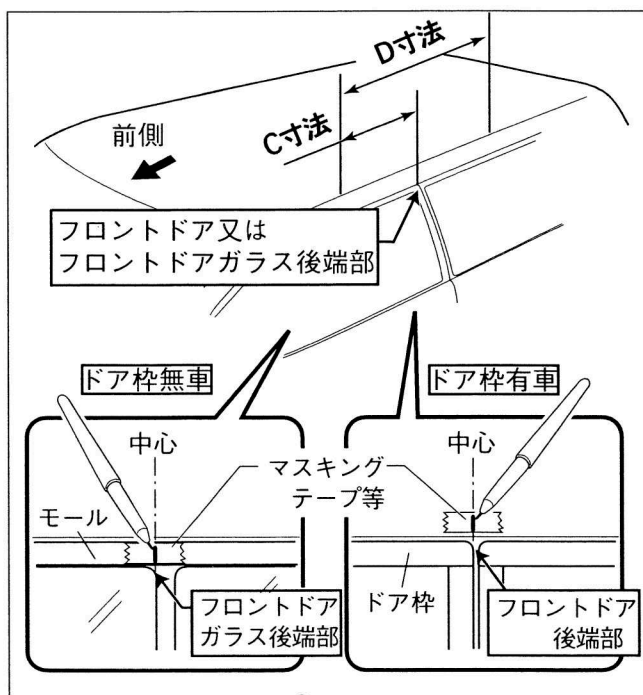 D寸法
C寸法
前側
フロントドア又は
フロントドアガラス後端部
ドア枠無車
ドア枠有車
中心
中心
マスキング
テープ等
モール
ドア枠
フロントドア
ガラス後端部
フロントドア
後端部